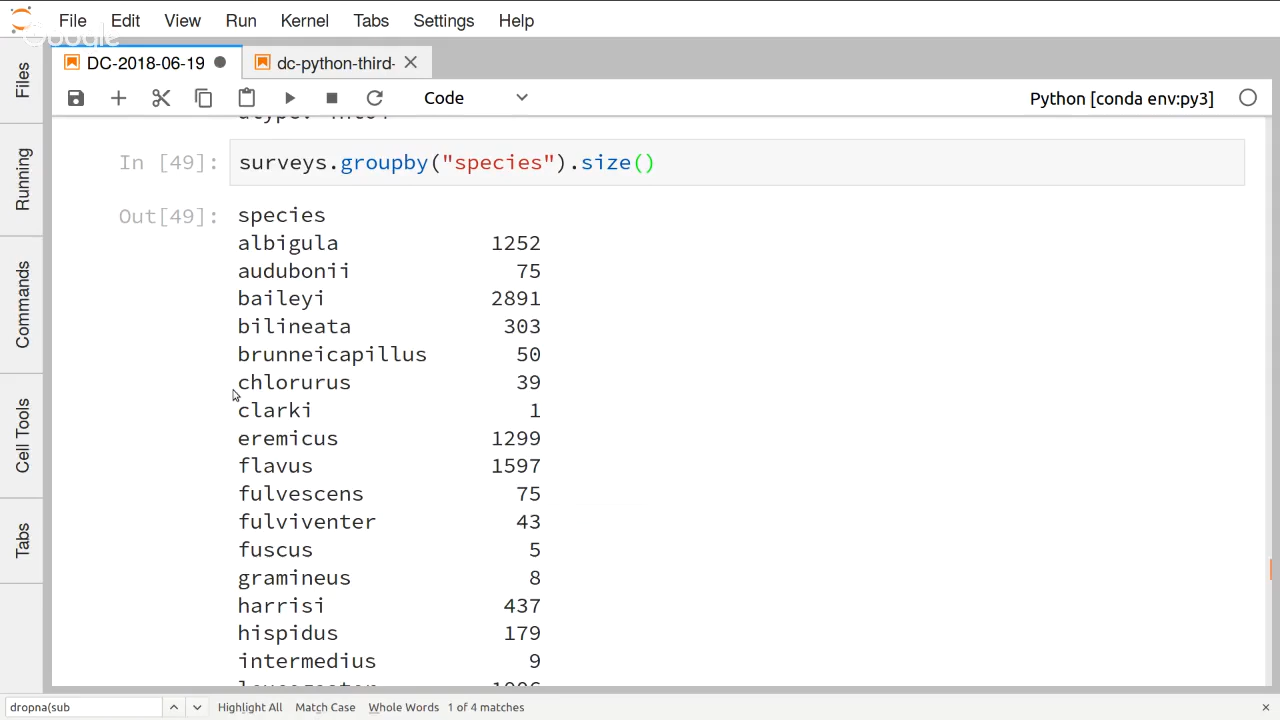 File Edit View Run Kernel Tabs Settings Help
Google
DC-2018-06-19 dc-python-third-
Code Python [conda env:py3]
Files
Running
Commands
Cell Tools
Tabs
In [49]: surveys.groupby("species").size()
Out[49]: species
albigula 1252
audubonii 75
baileyi 2891
bilineata 303
brunneicapillus 50
chlorurus 39
clarki 1
eremicus 1299
flavus 1597
fulvescens 75
fulviventer 43
fuscus 5
gramineus 8
harrisi 437
hispidus 179
intermedius 9
dropna(sub Highlight All Match Case Whole Words 1 of 4 matches